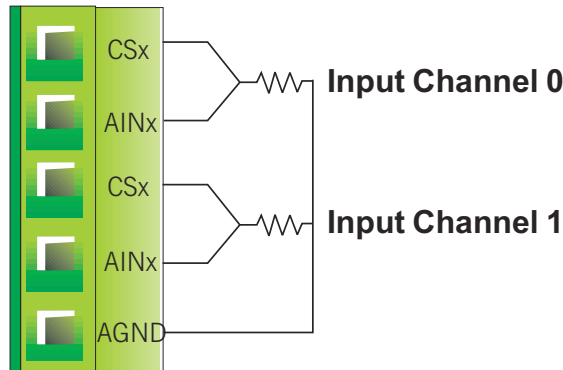 CSx
Input Channel 0
AINx
CSx
Input Channel 1
AINx
AGND